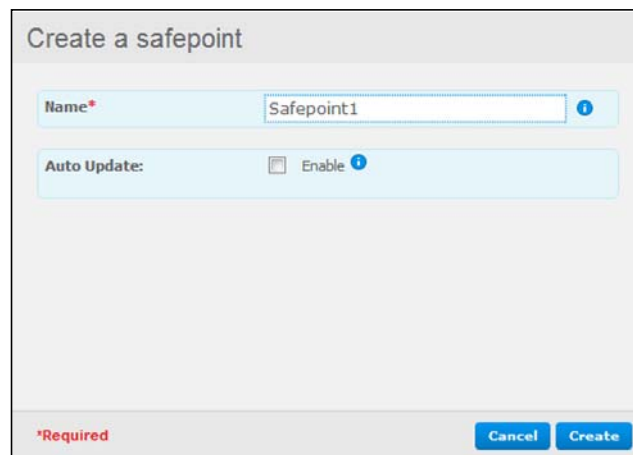 Create a safepoint
Name* Safepoint1
Auto Update: Enable
*Required Cancel Create